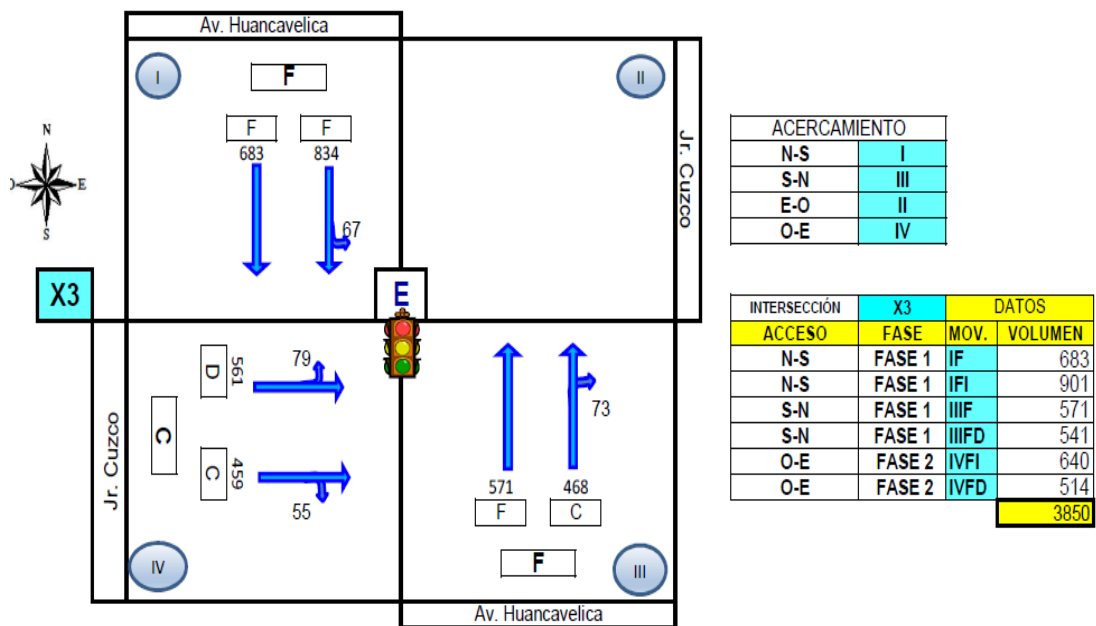 Av. Huancavelica
I
F
II
F
F
683
834
67
N
O
E
S
Jr. Cuzco
X3
E
D
561
79
C
C
459
55
Jr. Cuzco
73
571
468
F
C
F
IV
III
Av. Huancavelica
ACERCAMIENTO
N-S I
S-N III
E-O II
O-E IV
INTERSECCIÓN X3 DATOS
ACCESO FASE MOV. VOLUMEN
N-S FASE 1 IF 683
N-S FASE 1 IFI 901
S-N FASE 1 IIIF 571
S-N FASE 1 IIIFD 541
O-E FASE 2 IVFI 640
O-E FASE 2 IVFD 514
3850